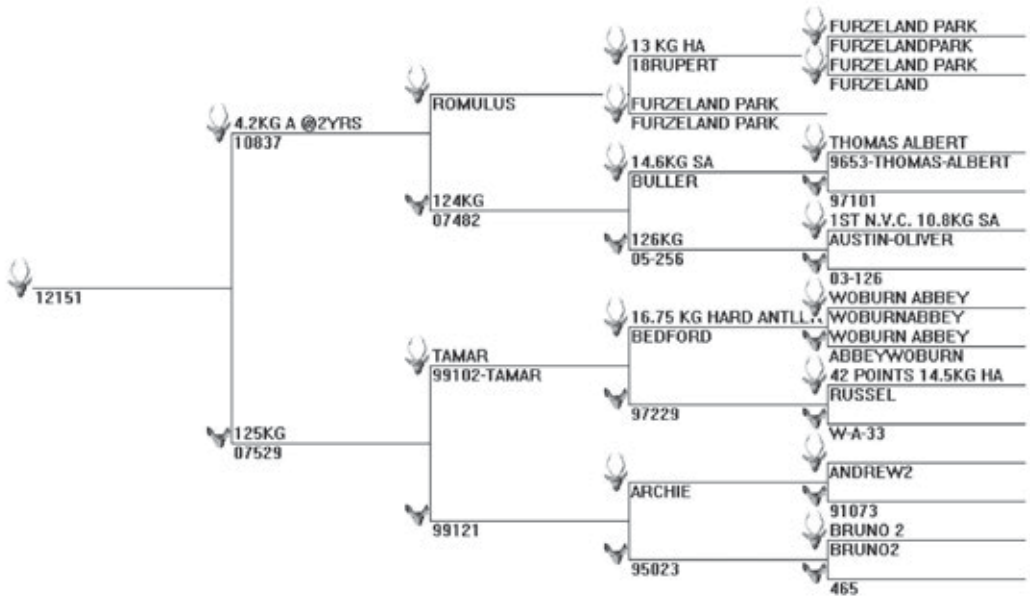 12151
4.2KG A @2YRS
10837
125KG
07529
ROMULUS
124KG
07482
TAMAR
99102-TAMAR
99121
13 KG HA
18RUPERT
FURZELAND PARK
FURZELAND PARK
14.6KG SA
BULLER
126KG
05-256
16.75 KG HARD ANTLL
BEDFORD
97229
ARCHIE
95023
FURZELAND PARK
FURZELANDPARK
FURZELAND PARK
FURZELAND
THOMAS ALBERT
9653-THOMAS-ALBERT
97101
1ST N.V.C. 10.8KG SA
AUSTIN-OLIVER
03-126
WOBURN ABBEY
WOBURNABBEY
WOBURN ABBEY
ABBEYWOBURN
42 POINTS 14.5KG HA
RUSSEL
W-A-33
ANDREW2
91073
BRUNO 2
BRUNO2
465